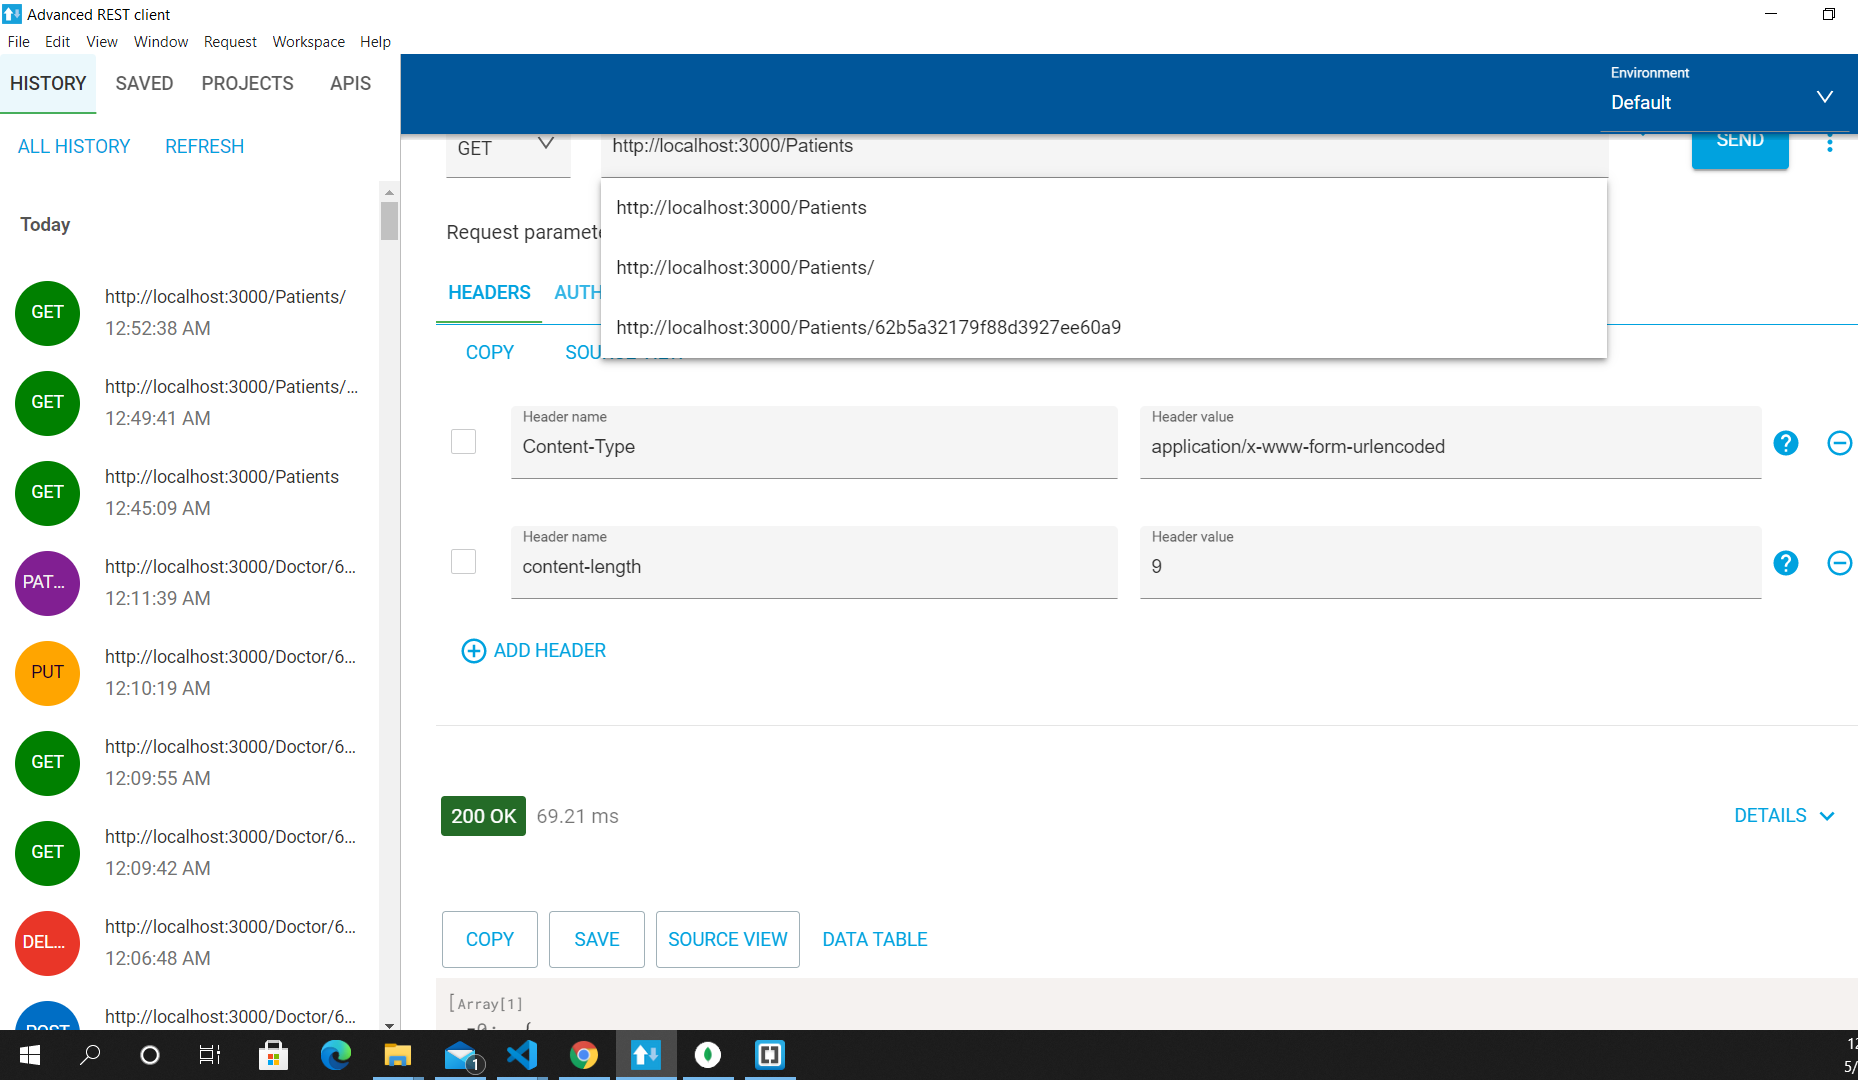 Advanced REST client
File Edit View Window Request Workspace Help
HISTORY SAVED PROJECTS APIS
Environment
Default
ALL HISTORY REFRESH
GET http://localhost:3000/Patients SEND
Today
http://localhost:3000/Patients
Request paramete
http://localhost:3000/Patients/
HEADERS AUTH
http://localhost:3000/Patients/62b5a32179f88d3927ee60a9
COPY SOURCE VIEW
GET http://localhost:3000/Patients/
12:52:38 AM
GET http://localhost:3000/Patients/...
12:49:41 AM
GET http://localhost:3000/Patients
12:45:09 AM
PAT... http://localhost:3000/Doctor/6...
12:11:39 AM
PUT http://localhost:3000/Doctor/6...
12:10:19 AM
GET http://localhost:3000/Doctor/6...
12:09:55 AM
GET http://localhost:3000/Doctor/6...
12:09:42 AM
DEL... http://localhost:3000/Doctor/6...
12:06:48 AM
POST http://localhost:3000/Doctor/6...
Header name Header value
Content-Type application/x-www-form-urlencoded
Header name Header value
content-length 9
ADD HEADER
200 OK 69.21 ms DETAILS
COPY SAVE SOURCE VIEW DATA TABLE
[Array[1]
-0: {
1
12
5/